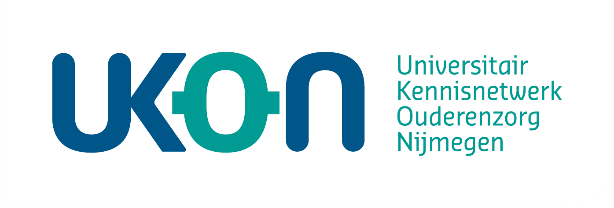 UKON
Universitair
Kennisnetwerk
Ouderenzorg
Nijmegen